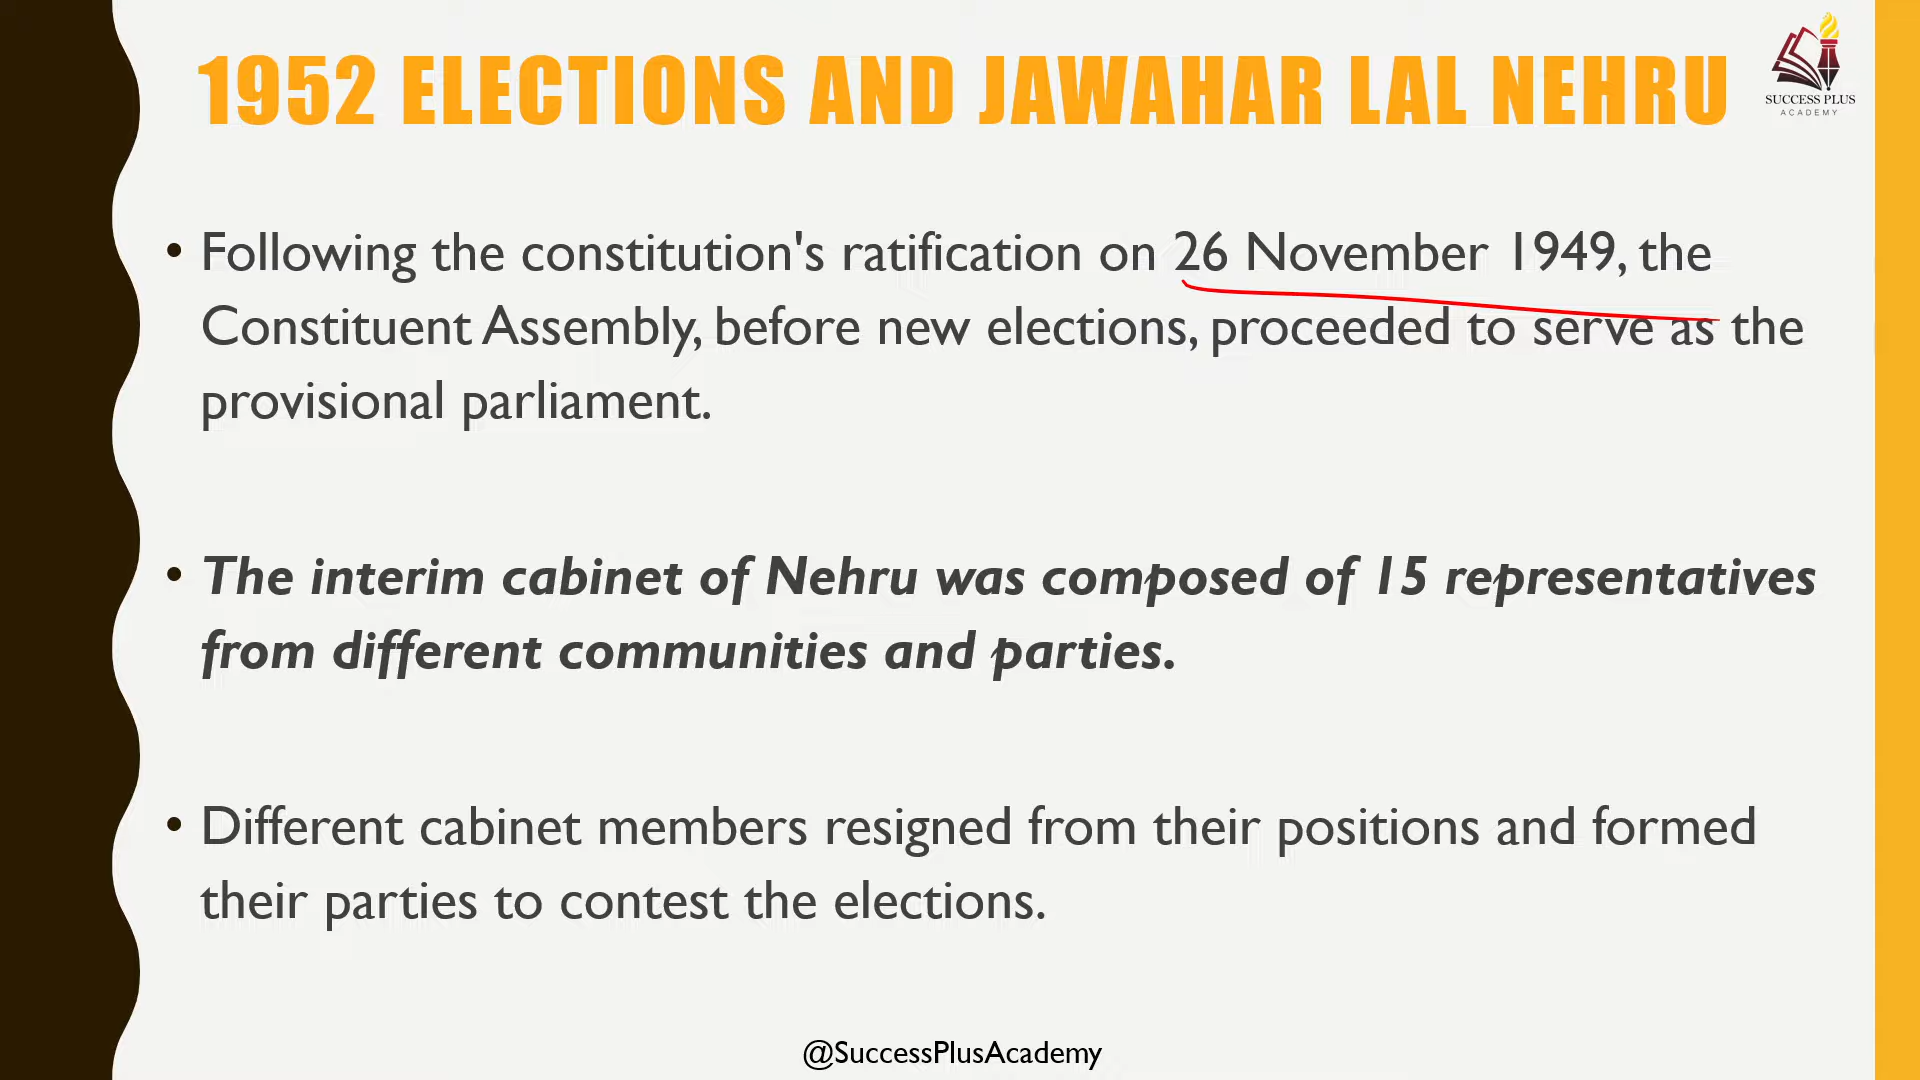 1952 ELECTIONS AND JAWAHAR LAL NEHRU
SUCCESS PLUS
ACADEMY
• Following the constitution's ratification on 26 November 1949, the
Constituent Assembly, before new elections, proceeded to serve as the
provisional parliament.
• The interim cabinet of Nehru was composed of 15 representatives
from different communities and parties.
• Different cabinet members resigned from their positions and formed
their parties to contest the elections.
@SuccessPlusAcademy